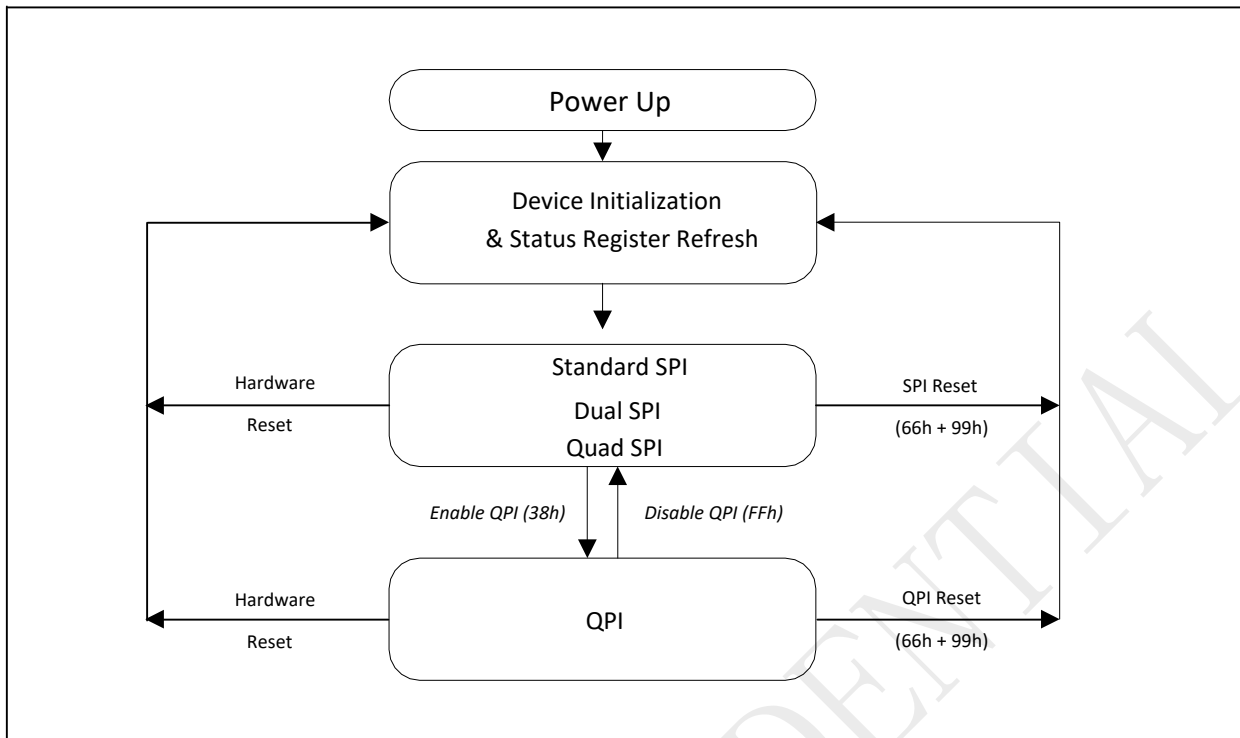 Power Up
Device Initialization
& Status Register Refresh
Standard SPI
Dual SPI
Quad SPI
Hardware
Reset
SPI Reset
(66h + 99h)
Enable QPI (38h)
Disable QPI (FFh)
QPI
Hardware
Reset
QPI Reset
(66h + 99h)
DENTIAL